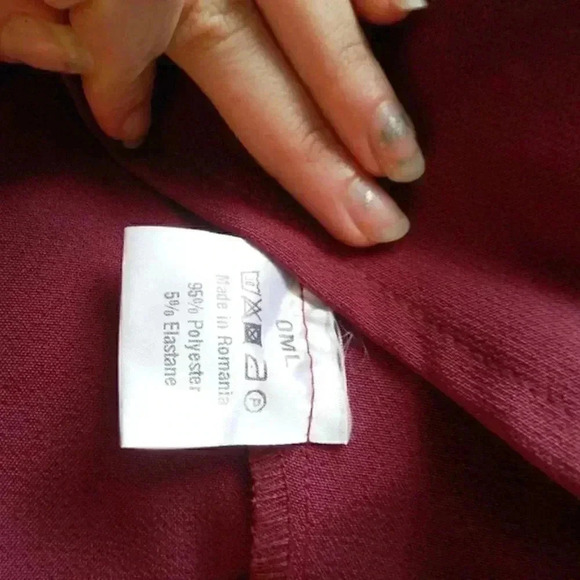 OML
P
Made in Romania
95% Polyester
5% Elastane